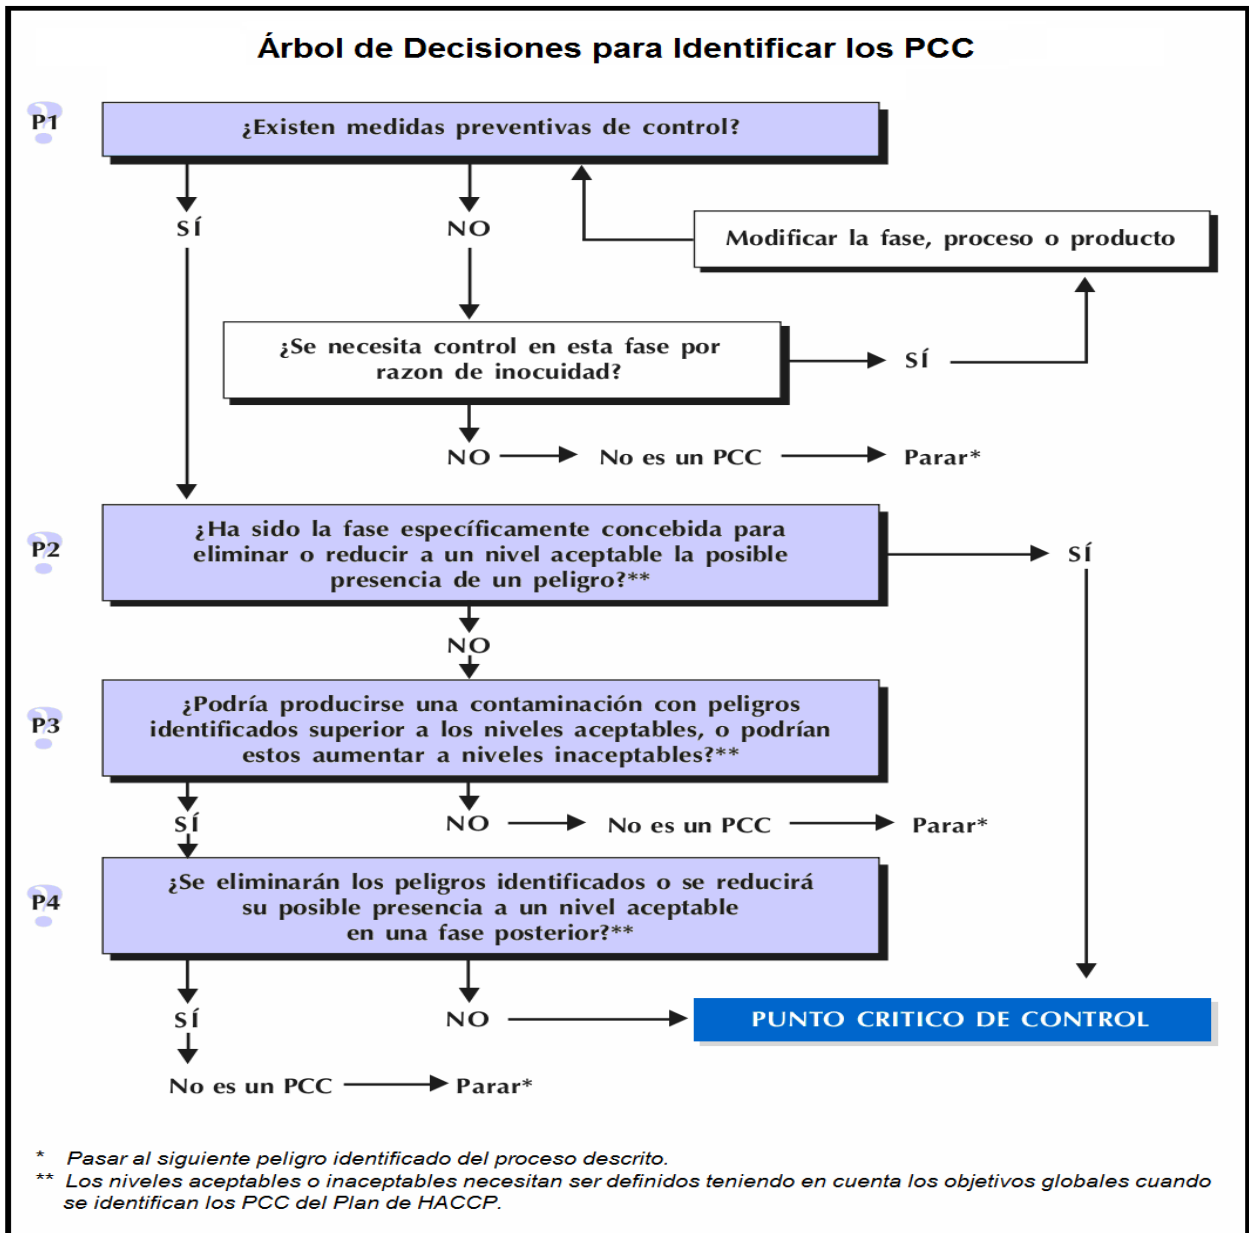 Árbol de Decisiones para Identificar los PCC
P1
¿Existen medidas preventivas de control?
SÍ
NO
Modificar la fase, proceso o producto
¿Se necesita control en esta fase por
razon de inocuidad?
SÍ
NO
No es un PCC
Parar*
P2
¿Ha sido la fase específicamente concebida para
eliminar o reducir a un nivel aceptable la posible
presencia de un peligro?**
SÍ
NO
P3
¿Podría producirse una contaminación con peligros
identificados superior a los niveles aceptables, o podrían
estos aumentar a niveles inaceptables?**
SÍ
NO
No es un PCC
Parar*
P4
¿Se eliminarán los peligros identificados o se reducirá
su posible presencia a un nivel aceptable
en una fase posterior?**
SÍ
NO
PUNTO CRITICO DE CONTROL
No es un PCC
Parar*
* Pasar al siguiente peligro identificado del proceso descrito.
** Los niveles aceptables o inaceptables necesitan ser definidos teniendo en cuenta los objetivos globales cuando
se identifican los PCC del Plan de HACCP.